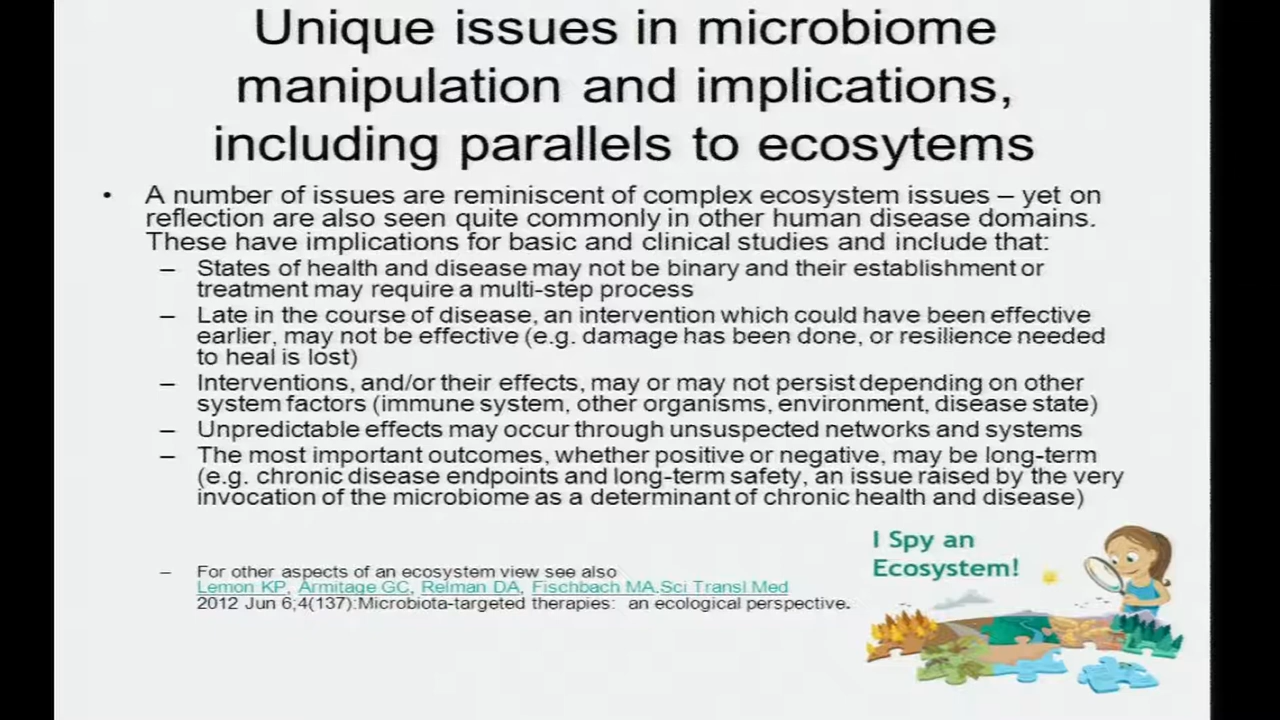 Unique issues in microbiome
manipulation and implications,
including parallels to ecosytems
• A number of issues are reminiscent of complex ecosystem issues – yet on
reflection are also seen quite commonly in other human disease domains.
These have implications for basic and clinical studies and include that:
– States of health and disease may not be binary and their establishment or
treatment may require a multi-step process
– Late in the course of disease, an intervention which could have been effective
earlier, may not be effective (e.g. damage has been done, or resilience needed
to heal is lost)
– Interventions, and/or their effects, may or may not persist depending on other
system factors (immune system, other organisms, environment, disease state)
– Unpredictable effects may occur through unsuspected networks and systems
– The most important outcomes, whether positive or negative, may be long-term
(e.g. chronic disease endpoints and long-term safety, an issue raised by the very
invocation of the microbiome as a determinant of chronic health and disease)
– For other aspects of an ecosystem view see also
Lemon KP, Armitage GC, Relman DA, Fischbach MA.Sci Transl Med
2012 Jun 6;4(137):Microbiota-targeted therapies: an ecological perspective.
I Spy an
Ecosystem!